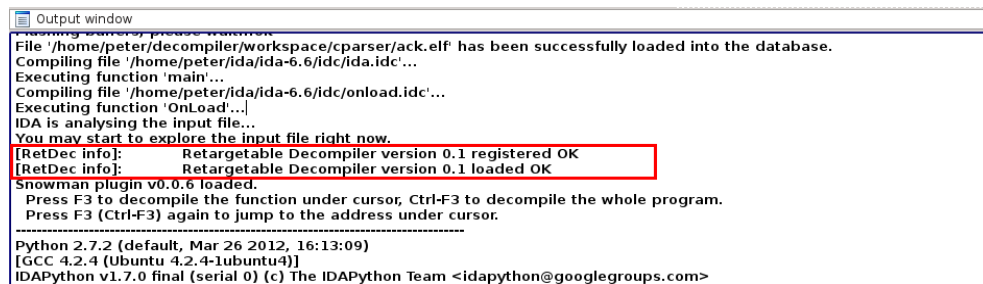 Output window
Flushing buffers, please wait...ok
File '/home/peter/decompiler/workspace/cparser/ack.elf' has been successfully loaded into the database.
Compiling file '/home/peter/ida/ida-6.6/idc/ida.idc'...
Executing function 'main'...
Compiling file '/home/peter/ida/ida-6.6/idc/onload.idc'...
Executing function 'OnLoad'...
IDA is analysing the input file...
You may start to explore the input file right now.
[RetDec info]: Retargetable Decompiler version 0.1 registered OK
[RetDec info]: Retargetable Decompiler version 0.1 loaded OK
Snowman plugin v0.0.6 loaded.
Press F3 to decompile the function under cursor, Ctrl-F3 to decompile the whole program.
Press F3 (Ctrl-F3) again to jump to the address under cursor.
---------------------------------------------------------------------------------------------
Python 2.7.2 (default, Mar 26 2012, 16:13:09)
[GCC 4.2.4 (Ubuntu 4.2.4-1ubuntu4)]
IDAPython v1.7.0 final (serial 0) (c) The IDAPython Team <idapython@googlegroups.com>